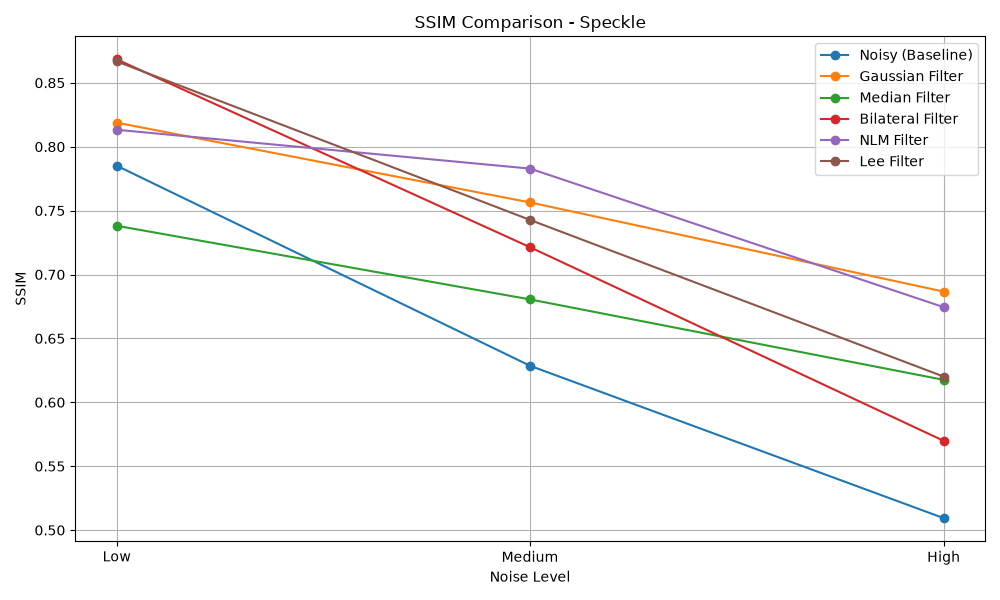 SSIM Comparison - Speckle
Noisy (Baseline)
Gaussian Filter
Median Filter
Bilateral Filter
NLM Filter
Lee Filter
SSIM
0.85
0.80
0.75
0.70
0.65
0.60
0.55
0.50
Low Medium High
Noise Level